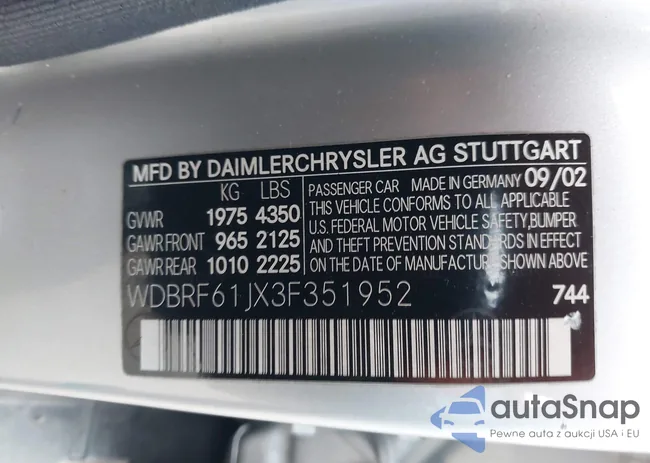 MFD BY DAIMLERCHRYSLER AG STUTTGART
KG LBS
GVWR 1975 4350
GAWR FRONT 965 2125
GAWR REAR 1010 2225
PASSENGER CAR MADE IN GERMANY 09/02
THIS VEHICLE CONFORMS TO ALL APPLICABLE
U.S. FEDERAL MOTOR VEHICLE SAFETY,BUMPER
AND THEFT PREVENTION STANDARDS IN EFFECT
ON THE DATE OF MANUFACTURE SHOWN ABOVE
WDBRF61JX3F351952 744
autaSnap
Pewne auta z aukcji USA i EU